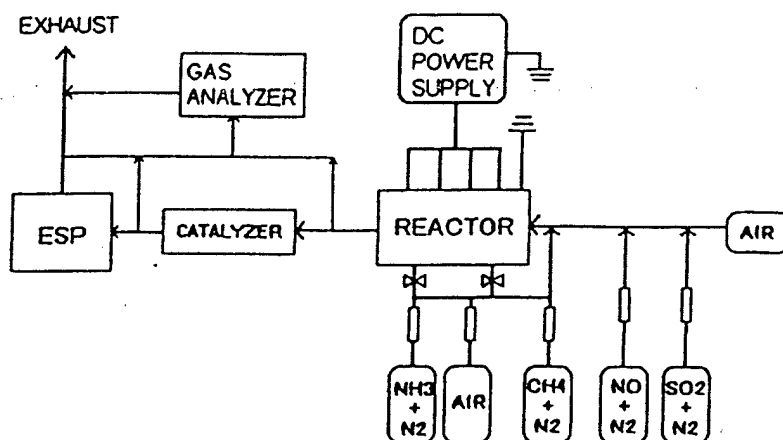 EXHAUST
DC
POWER
SUPPLY
GAS
ANALYZER
ESP
CATALYZER
REACTOR
AIR
NH3
+
N2
AIR
CH4
+
N2
NO
+
N2
SO2
+
N2